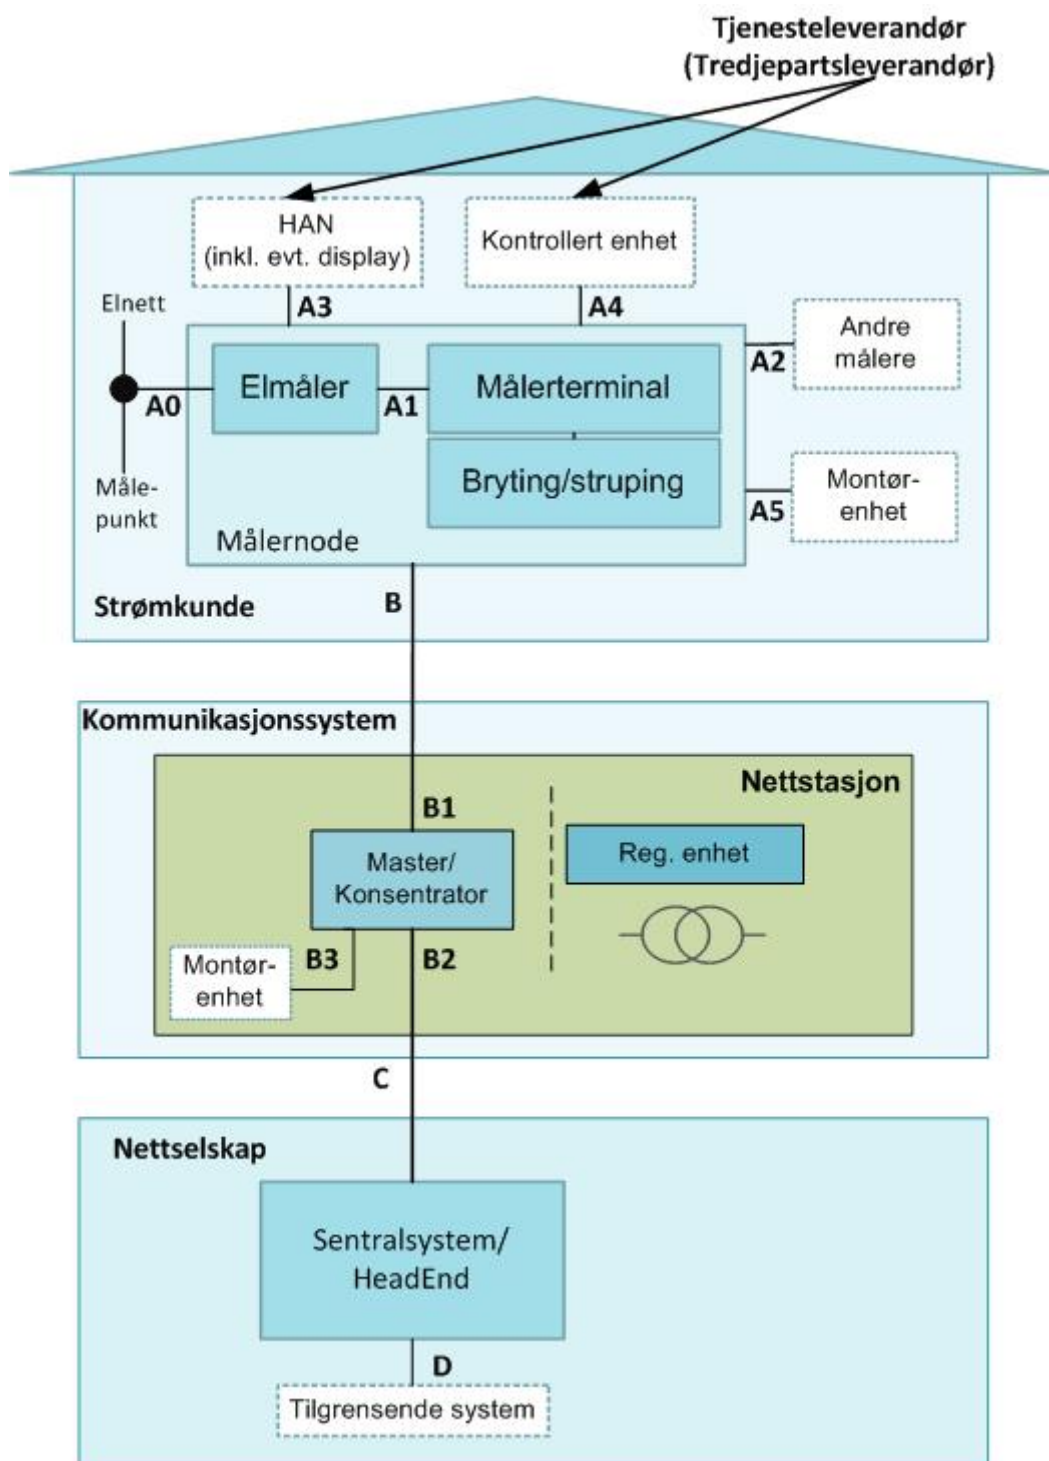 Tjenesteleverandør
(Tredjepartsleverandør)
HAN
(inkl. evt. display)
Kontrollert enhet
A3
A4
Elnett
Andre
målere
A2
Elmåler
Målerterminal
A0
A1
Bryting/struping
Måle-
punkt
Montør-
enhet
A5
Målernode
B
Strømkunde
Kommunikasjonssystem
Nettstasjon
B1
Master/
Konsentrator
Reg. enhet
B3
B2
Montør-
enhet
C
Nettselskap
Sentralsystem/
HeadEnd
D
Tilgrensende system